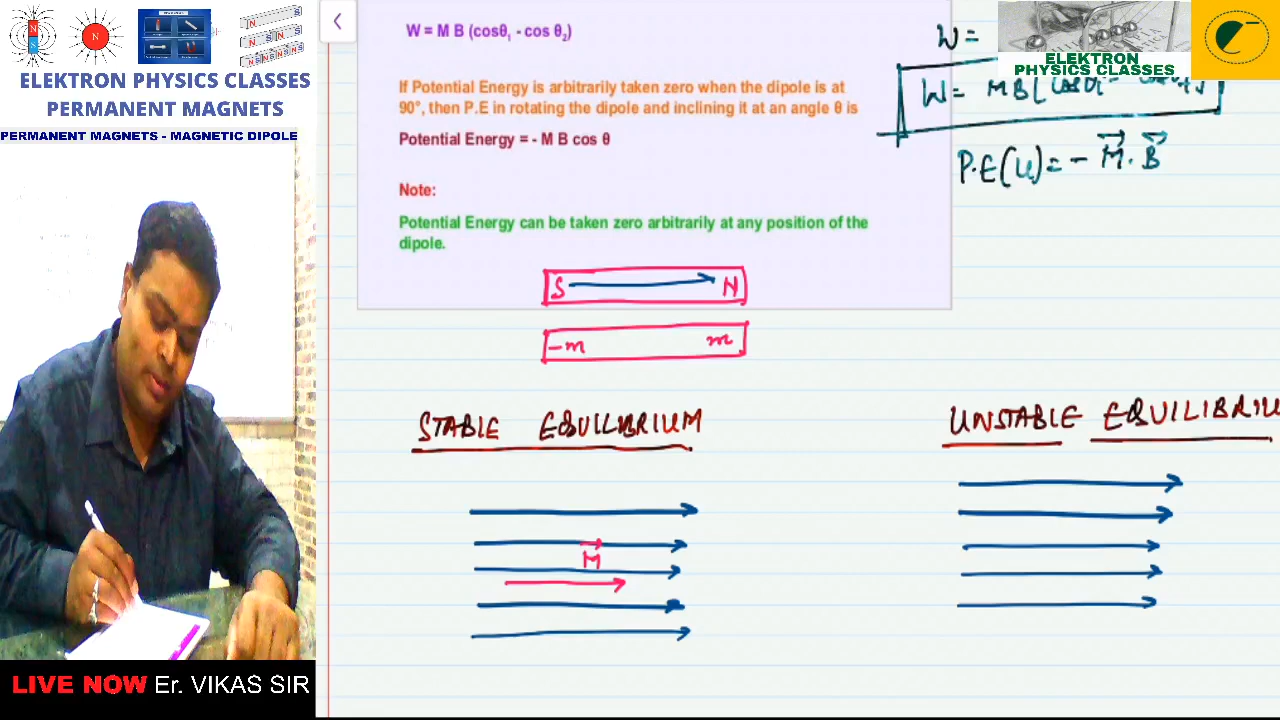 ELEKTRON PHYSICS CLASSES
PERMANENT MAGNETS
PERMANENT MAGNETS - MAGNETIC DIPOLE
W = M B (cosθ₁ - cos θ₂)
If Potential Energy is arbitrarily taken zero when the dipole is at
90°, then P.E in rotating the dipole and inclining it at an angle θ is
Potential Energy = - M B cos θ
Note:
Potential Energy can be taken zero arbitrarily at any position of the
dipole.
W =
ELEKTRON
PHYSICS CLASSES
W = MB(
P.E(U) = - M⃗ . B⃗
S N
-m m
STABLE EQUILIBRIUM
UNSTABLE EQUILIBRIU
M⃗
LIVE NOW Er. VIKAS SIR